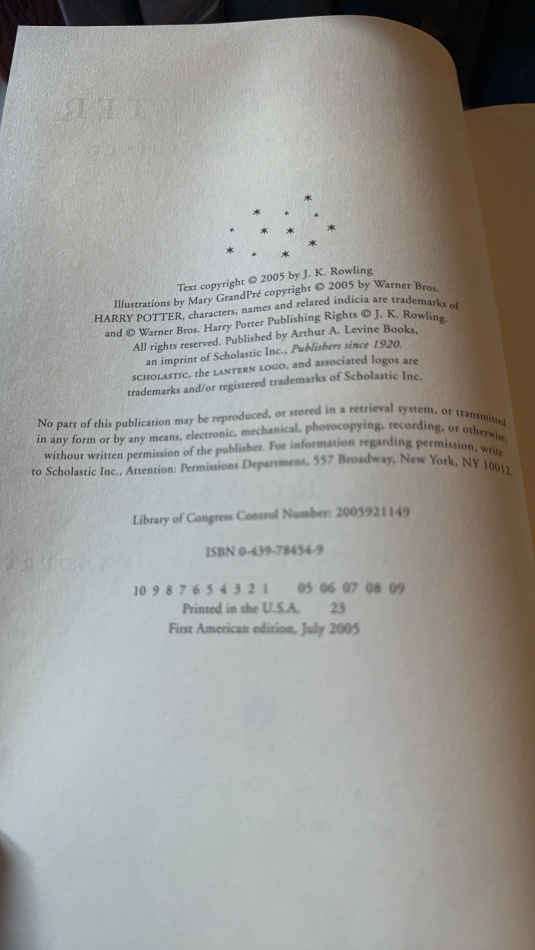 Text copyright © 2005 by J. K. Rowling
Illustrations by Mary GrandPré copyright © 2005 by Warner Bros.
HARRY POTTER, characters, names and related indicia are trademarks of
and © Warner Bros. Harry Potter Publishing Rights © J. K. Rowling.
All rights reserved. Published by Arthur A. Levine Books,
an imprint of Scholastic Inc., Publishers since 1920.
SCHOLASTIC, the LANTERN LOGO, and associated logos are
trademarks and/or registered trademarks of Scholastic Inc.
No part of this publication may be reproduced, or stored in a retrieval system, or transmitted
in any form or by any means, electronic, mechanical, photocopying, recording, or otherwise,
without written permission of the publisher. For information regarding permission, write
to Scholastic Inc., Attention: Permissions Department, 557 Broadway, New York, NY 10012.
Library of Congress Control Number: 2005921149
ISBN 0-439-78454-9
10 9 8 7 6 5 4 3 2 1 05 06 07 08 09
Printed in the U.S.A. 23
First American edition, July 2005